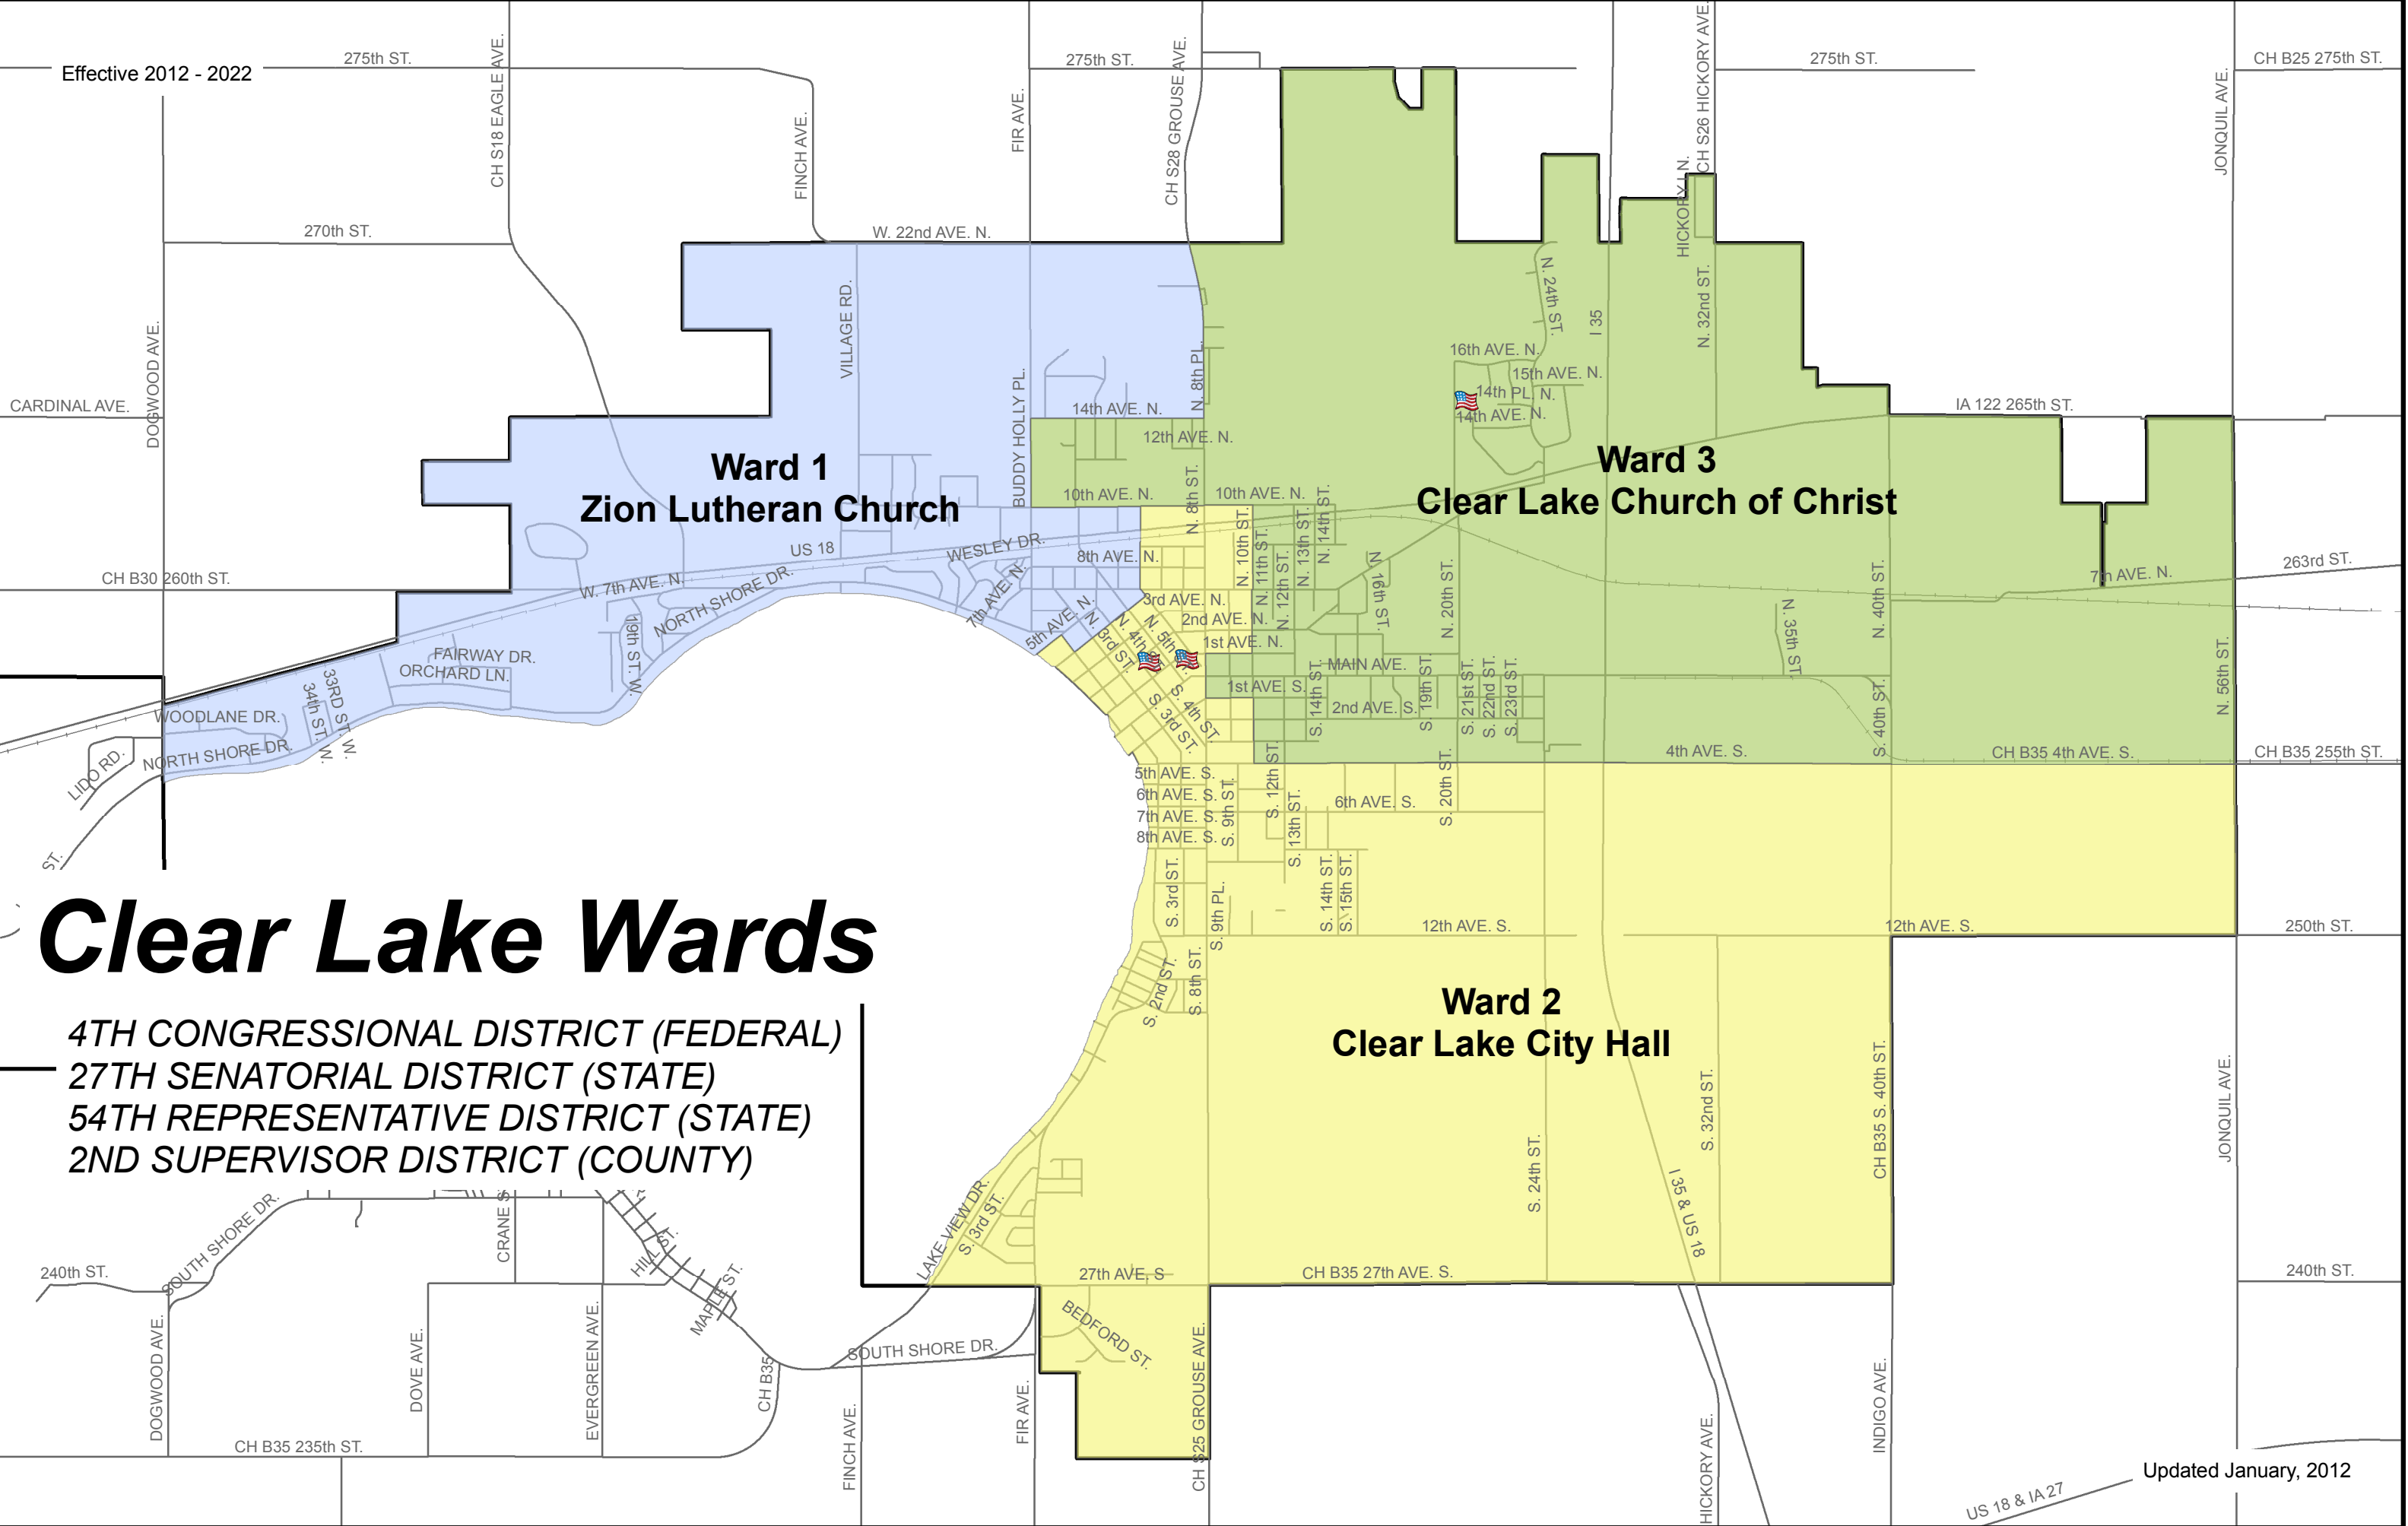 275th ST.
275th ST.
275th ST.
CH B25 275th ST.
Effective 2012 - 2022
CH S18 EAGLE AVE.
FINCH AVE.
FIR AVE.
CH S28 GROUSE AVE.
CH S26 HICKORY AVE.
HICKORY LN.
JONQUIL AVE.
270th ST.
W. 22nd AVE. N.
DOGWOOD AVE.
VILLAGE RD.
N. 24th ST.
I 35
N. 32nd ST.
BUDDY HOLLY PL.
N. 8th PL.
16th AVE. N.
15th AVE. N.
14th PL. N.
14th AVE. N.
CARDINAL AVE.
14th AVE. N.
12th AVE. N.
IA 122 265th ST.
Ward 1
Zion Lutheran Church
Ward 3
Clear Lake Church of Christ
10th AVE. N.
10th AVE. N.
N. 8th ST.
N. 10th ST.
N. 11th ST.
N. 12th ST.
N. 13th ST.
N. 14th ST.
N. 16th ST.
N. 20th ST.
N. 35th ST.
N. 40th ST.
N. 56th ST.
US 18
WESLEY DR.
8th AVE. N.
CH B30 260th ST.
W. 7th AVE. N.
NORTH SHORE DR.
7th AVE. N.
5th AVE. N.
7th AVE. N.
263rd ST.
3rd AVE. N.
2nd AVE. N.
1st AVE. N.
N. 3rd ST.
N. 4th ST.
N. 5th ST.
19th ST. W.
FAIRWAY DR.
ORCHARD LN.
33RD ST. W.
34th ST. W.
WOODLANE DR.
NORTH SHORE DR.
LIDO RD.
ST.
MAIN AVE.
1st AVE. S.
2nd AVE. S.
S. 3rd ST.
S. 4th ST.
S. 14th ST.
S. 19th ST.
S. 21st ST.
S. 22nd ST.
S. 23rd ST.
S. 40th ST.
4th AVE. S.
CH B35 4th AVE. S.
CH B35 255th ST.
5th AVE. S.
6th AVE. S.
7th AVE. S.
8th AVE. S.
S. 9th ST.
S. 12th ST.
S. 13th ST.
6th AVE. S.
S. 20th ST.
S. 3rd ST.
S. 9th PL.
S. 14th ST.
S. 15th ST.
12th AVE. S.
12th AVE. S.
250th ST.
Clear Lake Wards
4TH CONGRESSIONAL DISTRICT (FEDERAL)
27TH SENATORIAL DISTRICT (STATE)
54TH REPRESENTATIVE DISTRICT (STATE)
2ND SUPERVISOR DISTRICT (COUNTY)
S. 2nd ST.
S. 8th ST.
Ward 2
Clear Lake City Hall
S. 24th ST.
S. 32nd ST.
CH B35 S. 40th ST.
JONQUIL AVE.
I 35 & US 18
LAKE VIEW DR.
S. 3rd ST.
SOUTH SHORE DR.
CRANE S
HILL ST.
MAPLE ST.
240th ST.
27th AVE, S
CH B35 27th AVE. S.
240th ST.
BEDFORD ST.
SOUTH SHORE DR.
DOGWOOD AVE.
DOVE AVE.
EVERGREEN AVE.
CH B35
FINCH AVE.
FIR AVE.
CH S25 GROUSE AVE.
HICKORY AVE.
INDIGO AVE.
CH B35 235th ST.
US 18 & IA 27
Updated January, 2012